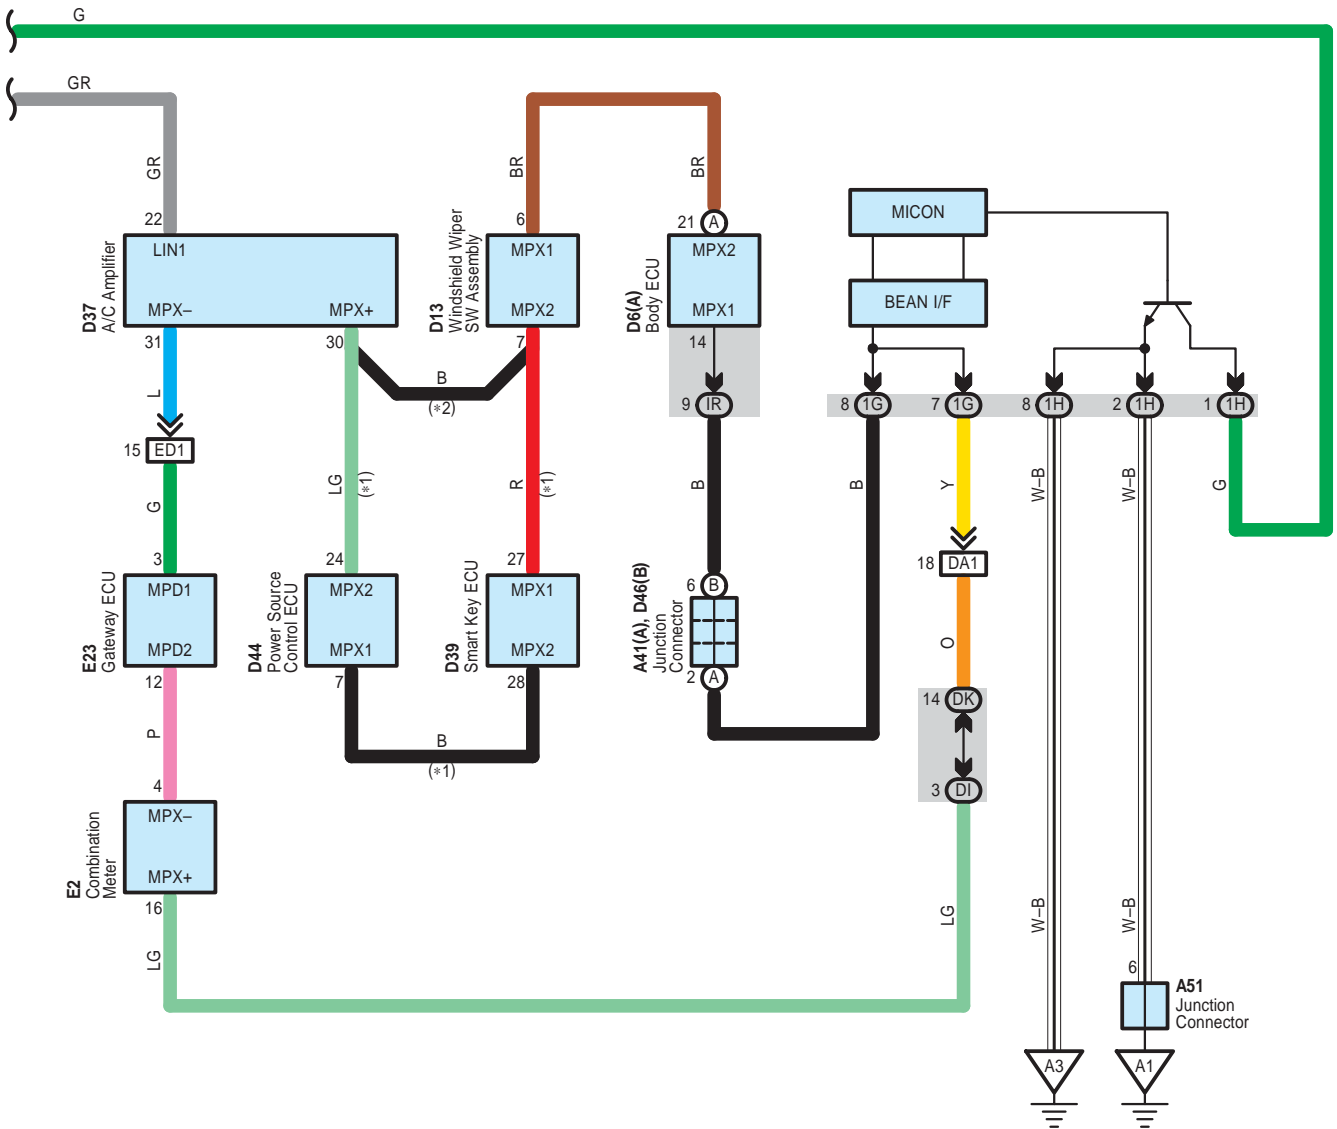 G
GR
GR
BR
BR
22
6
21 A
LIN1
MPX–
MPX+
D37
A/C Amplifier
MPX1
MPX2
D13
Windshield Wiper
SW Assembly
MPX2
MPX1
D6(A)
Body ECU
MICON
BEAN I/F
31
30
7
14
L
B
(∗2)
9 IR
8 1G
7 1G
8 1H
2 1H
1 1H
15 ED1
G
LG
(∗1)
R
(∗1)
B
B
Y
W–B
W–B
G
3
24
27
6 B
18 DA1
MPD1
MPD2
E23
Gateway ECU
MPX2
MPX1
D44
Power Source
Control ECU
MPX1
MPX2
D39
Smart Key ECU
A41(A), D46(B)
Junction
Connector
O
12
7
28
2 A
14 DK
P
B
(∗1)
3 DI
4
MPX–
MPX+
E2
Combination
Meter
16
LG
LG
W–B
W–B
6
A51
Junction
Connector
A3
A1